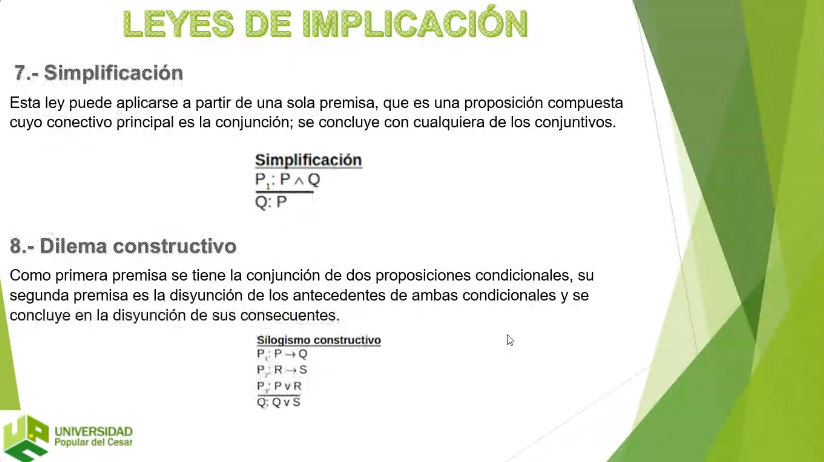 LEYES DE IMPLICACIÓN
7.- Simplificación
Esta ley puede aplicarse a partir de una sola premisa, que es una proposición compuesta
cuyo conectivo principal es la conjunción; se concluye con cualquiera de los conjuntivos.
Simplificación
P₁: P ∧ Q
Q: P
8.- Dilema constructivo
Como primera premisa se tiene la conjunción de dos proposiciones condicionales, su
segunda premisa es la disyunción de los antecedentes de ambas condicionales y se
concluye en la disyunción de sus consecuentes.
Silogismo constructivo
P₁: P → Q
P₂: R → S
P₃: P v R
Q: Q v S
UNIVERSIDAD
Popular del Cesar